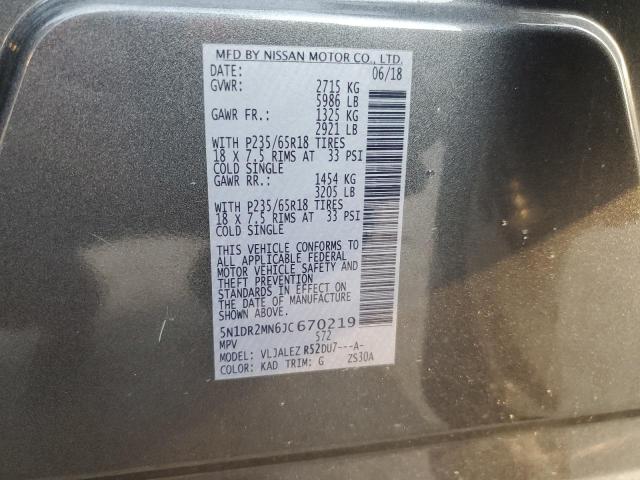 MFD BY NISSAN MOTOR CO., LTD.
DATE: 06/18
GVWR: 2715 KG
5986 LB
GAWR FR.: 1325 KG
2921 LB
WITH P235/65R18 TIRES
18 X 7.5 RIMS AT 33 PSI
COLD SINGLE
GAWR RR.: 1454 KG
3205 LB
WITH P235/65R18 TIRES
18 X 7.5 RIMS AT 33 PSI
COLD SINGLE
THIS VEHICLE CONFORMS TO
ALL APPLICABLE FEDERAL
MOTOR VEHICLE SAFETY AND
THEFT PREVENTION
STANDARDS IN EFFECT ON
THE DATE OF MANUFACTURE
SHOWN ABOVE.
5N1DR2MN6JC670219
MPV 572
MODEL: VLJALEZ R52DU7---A-
COLOR: KAD TRIM: G ZS30A